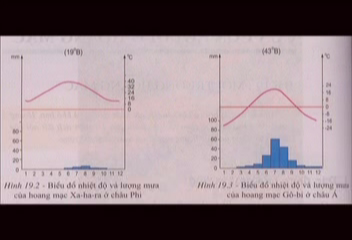 (19°B)
(43°B)
mm
°C
mm
°C
40
32
24
16
8
0
24
16
8
0
-8
-16
-24
80
60
40
20
0
100
80
60
40
20
0
1 2 3 4 5 6 7 8 9 10 11 12
1 2 3 4 5 6 7 8 9 10 11 12
Hình 19.2 - Biểu đồ nhiệt độ và lượng mưa
của hoang mạc Xa-ha-ra ở châu Phi
Hình 19.3 - Biểu đồ nhiệt độ và lượng mưa
của hoang mạc Gô-bi ở châu Á